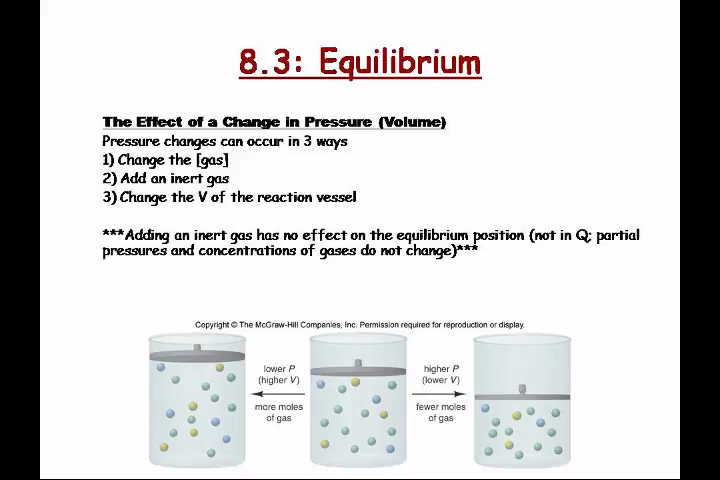 8.3: Equilibrium
The Effect of a Change in Pressure (Volume)
Pressure changes can occur in 3 ways
1) Change the [gas]
2) Add an inert gas
3) Change the V of the reaction vessel
***Adding an inert gas has no effect on the equilibrium position (not in Q; partial
pressures and concentrations of gases do not change)***
Copyright © The McGraw-Hill Companies, Inc. Permission required for reproduction or display.
lower P
(higher V)
more moles
of gas
higher P
(lower V)
fewer moles
of gas